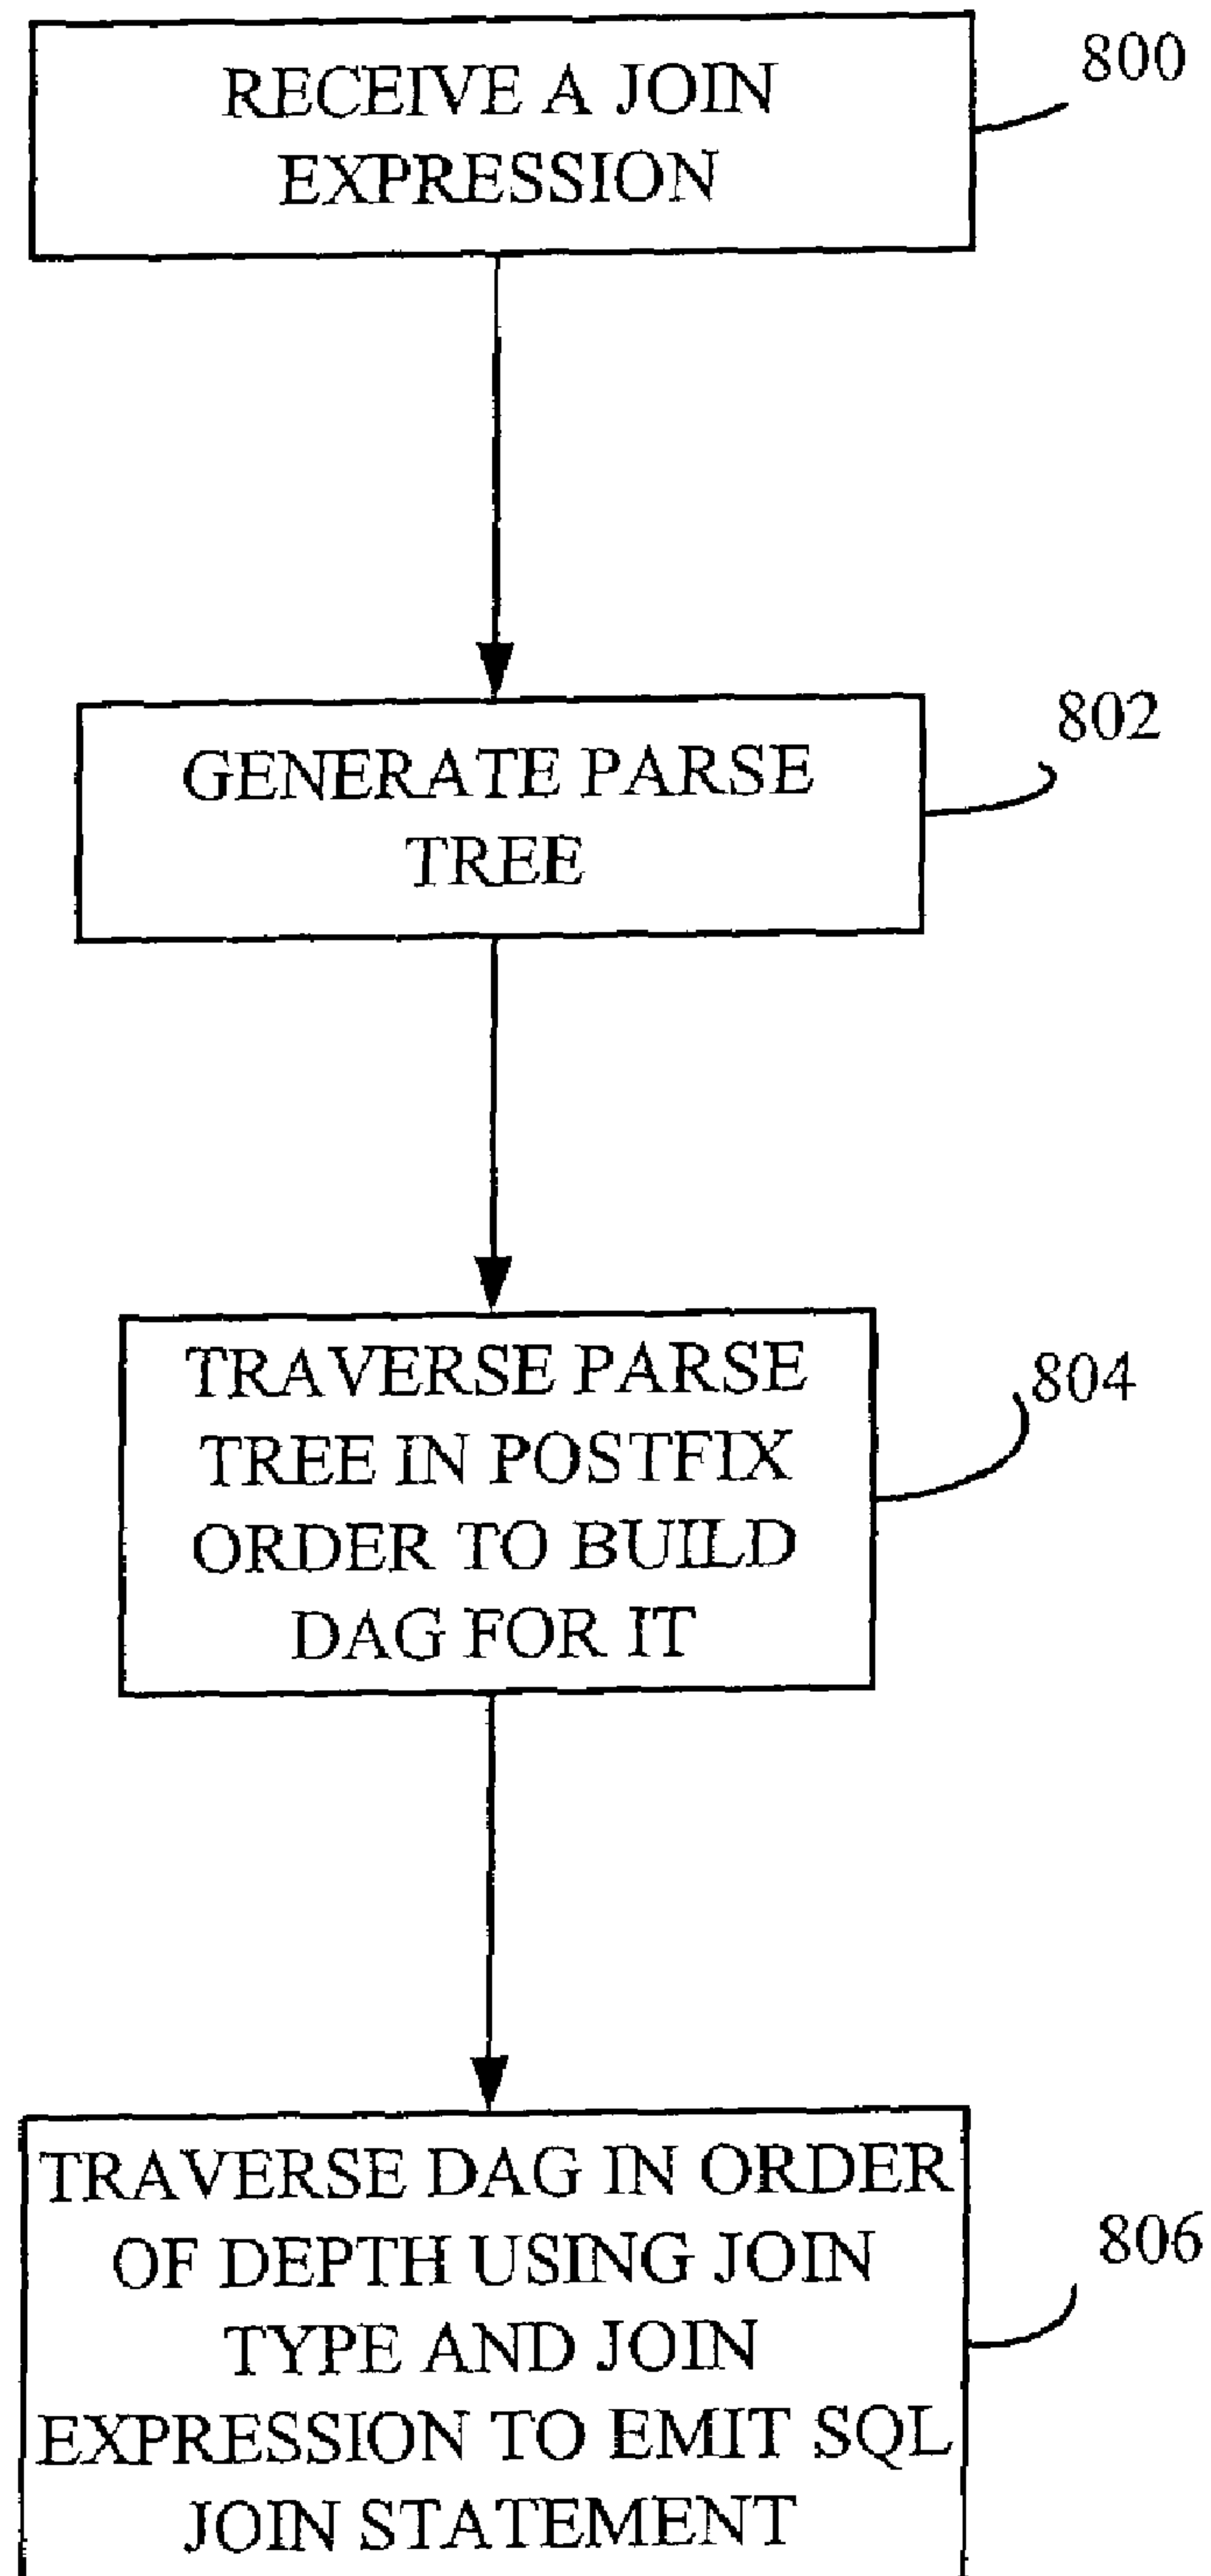 RECEIVE A JOIN
EXPRESSION
800
GENERATE PARSE
TREE
802
TRAVERSE PARSE
TREE IN POSTFIX
ORDER TO BUILD
DAG FOR IT
804
TRAVERSE DAG IN ORDER
OF DEPTH USING JOIN
TYPE AND JOIN
EXPRESSION TO EMIT SQL
JOIN STATEMENT
806